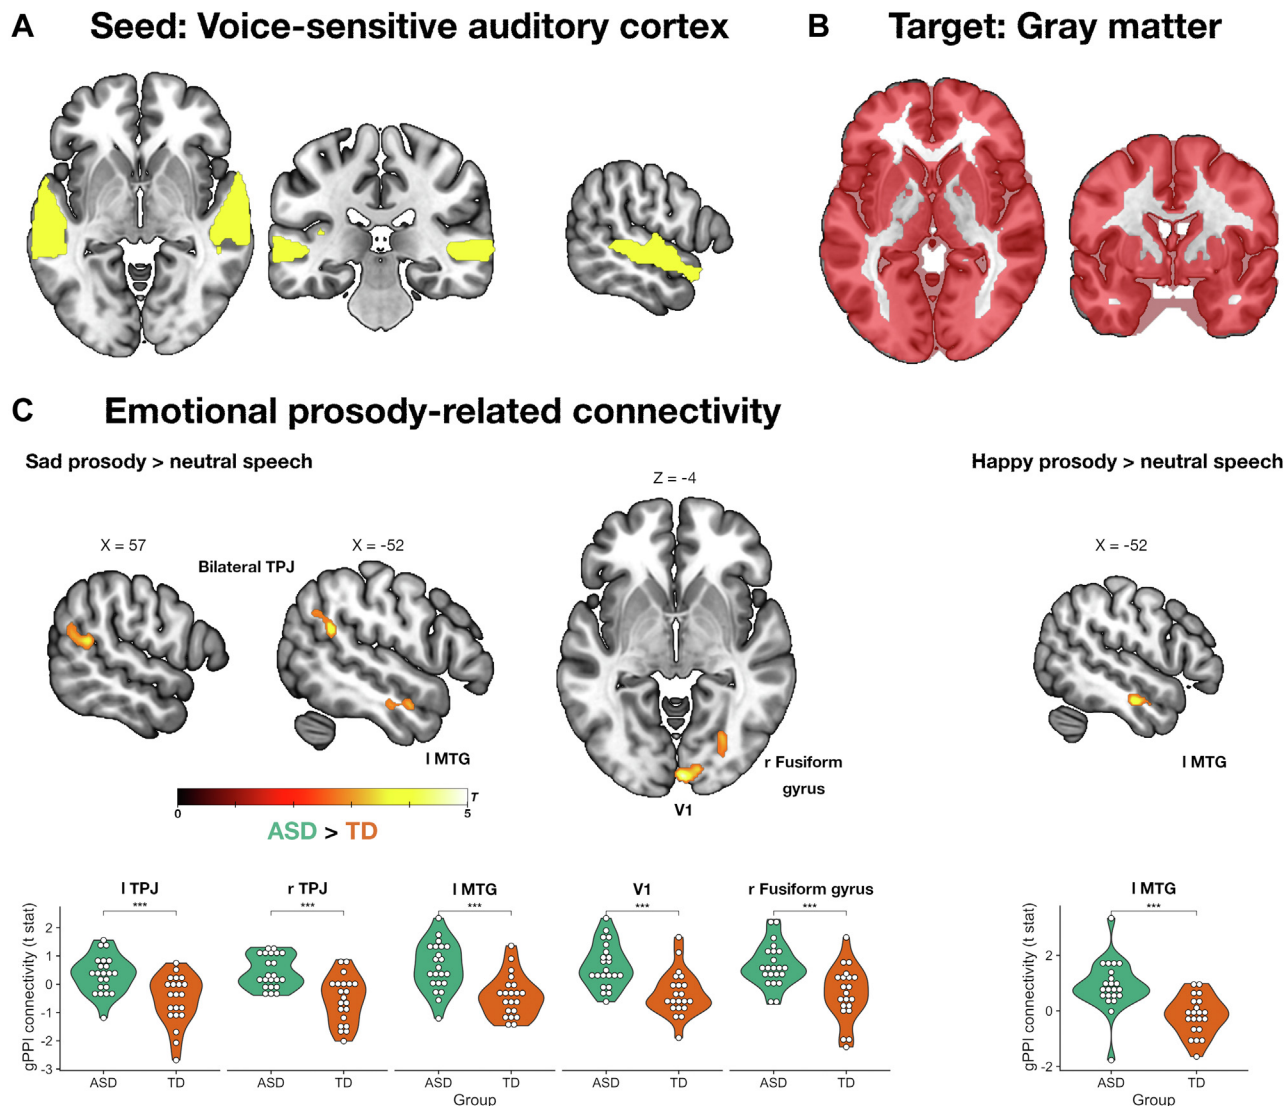 A Seed: Voice-sensitive auditory cortex
B Target: Gray matter
C Emotional prosody-related connectivity
Sad prosody > neutral speech
Happy prosody > neutral speech
Z = -4
X = 57
X = -52
X = -52
Bilateral TPJ
l MTG
r Fusiform
gyrus
l MTG
V1
T
0
5
ASD > TD
l TPJ
r TPJ
l MTG
V1
r Fusiform gyrus
l MTG
***
***
***
***
***
***
gPPI connectivity (t stat)
2
1
0
-1
-2
-3
ASD
TD
ASD
TD
ASD
TD
ASD
TD
ASD
TD
Group
gPPI connectivity (t stat)
2
0
-2
ASD
TD
Group